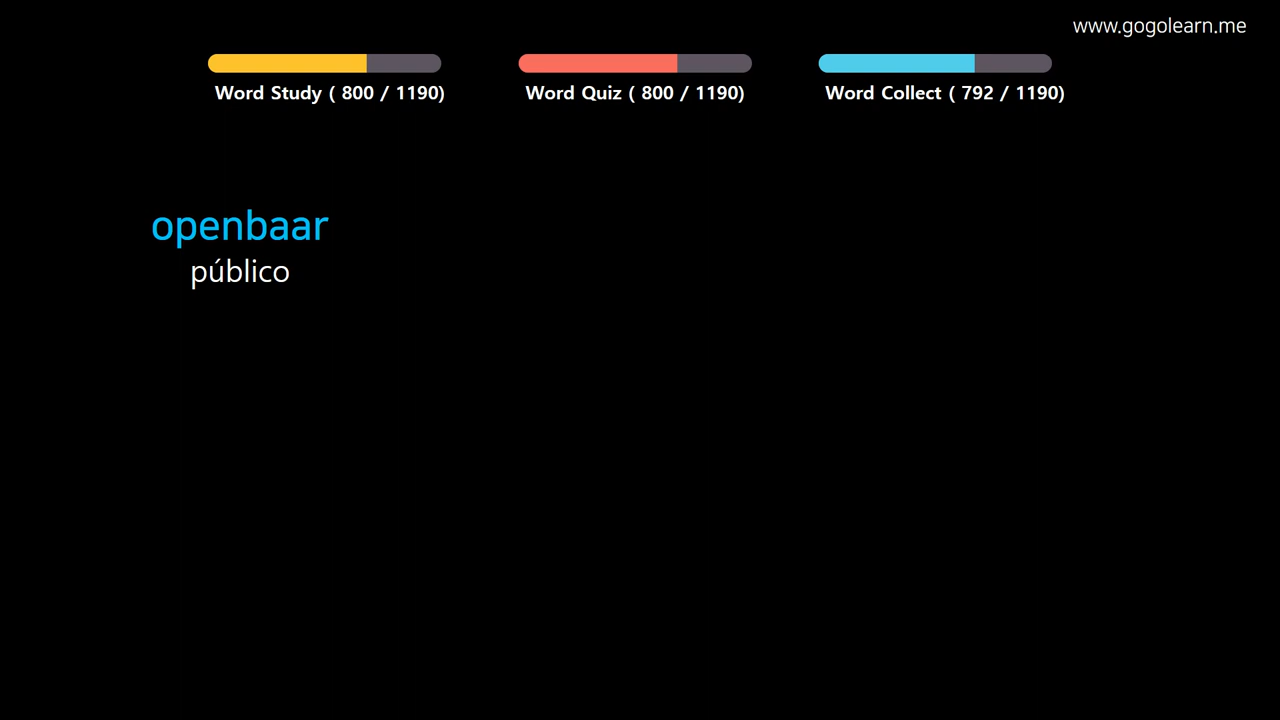 www.gogolearn.me
Word Study ( 800 / 1190)
Word Quiz ( 800 / 1190)
Word Collect ( 792 / 1190)
openbaar
público